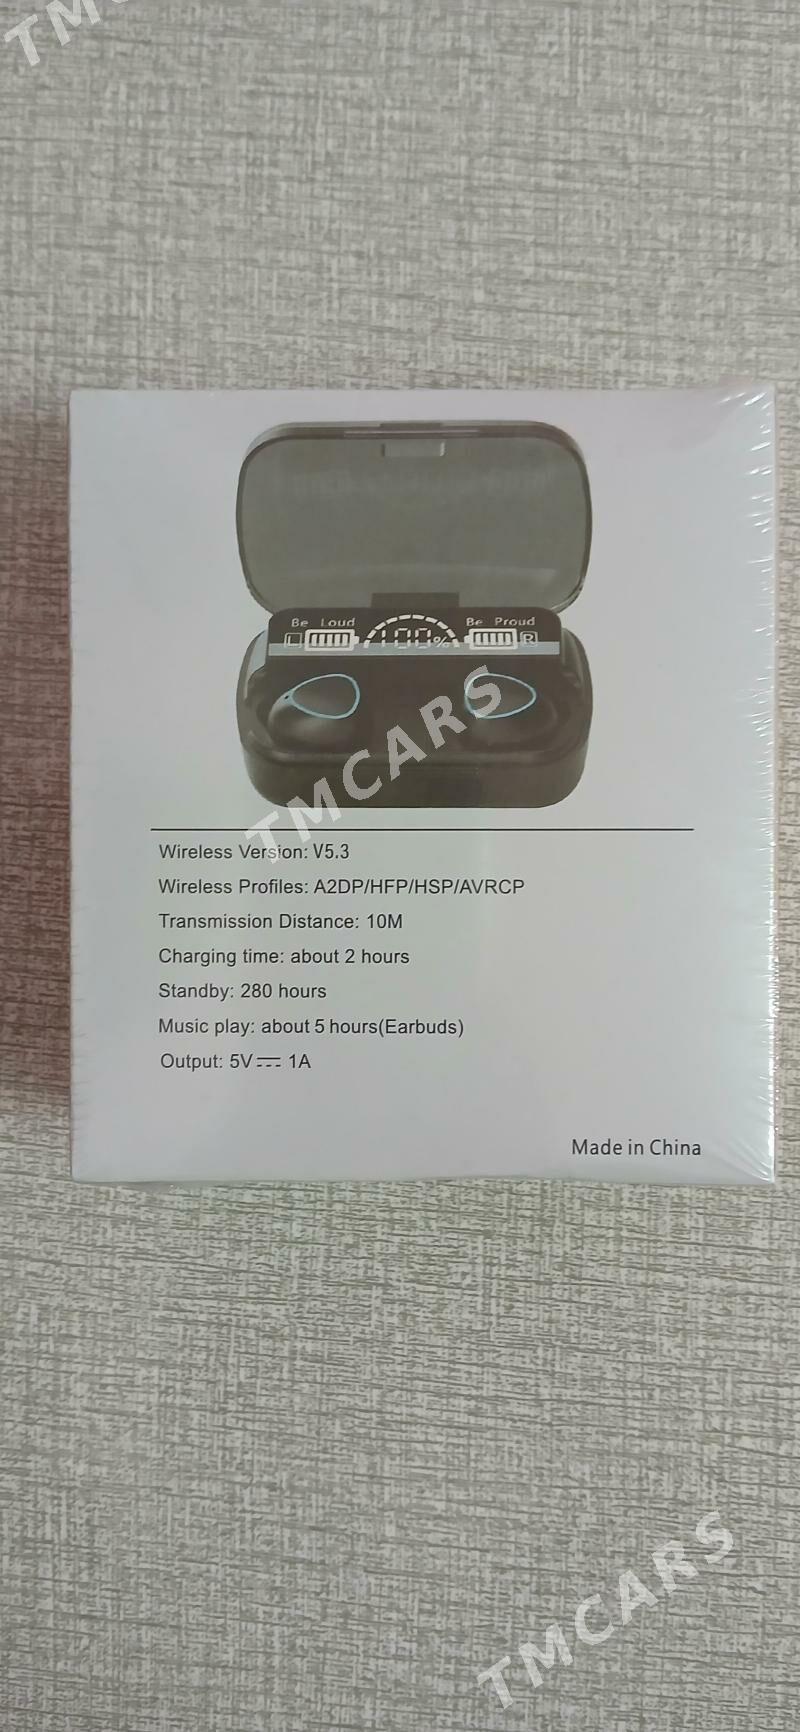 TMC
Be Loud
Be Proud
L
100%
R
TMCARS
Wireless Version: V5.3
Wireless Profiles: A2DP/HFP/HSP/AVRCP
Transmission Distance: 10M
Charging time: about 2 hours
Standby: 280 hours
Music play: about 5 hours(Earbuds)
Output: 5V⎓ 1A
Made in China
TMCARS